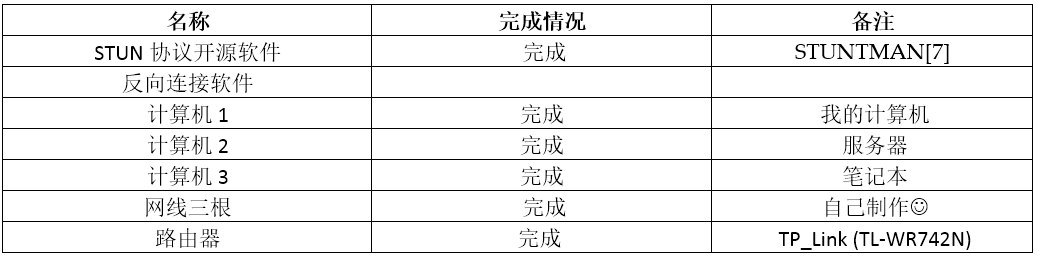 名称 完成情况 备注
STUN 协议开源软件 完成 STUNTMAN[7]
反向连接软件
计算机 1 完成 我的计算机
计算机 2 完成 服务器
计算机 3 完成 笔记本
网线三根 完成 自己制作☺
路由器 完成 TP_Link (TL-WR742N)